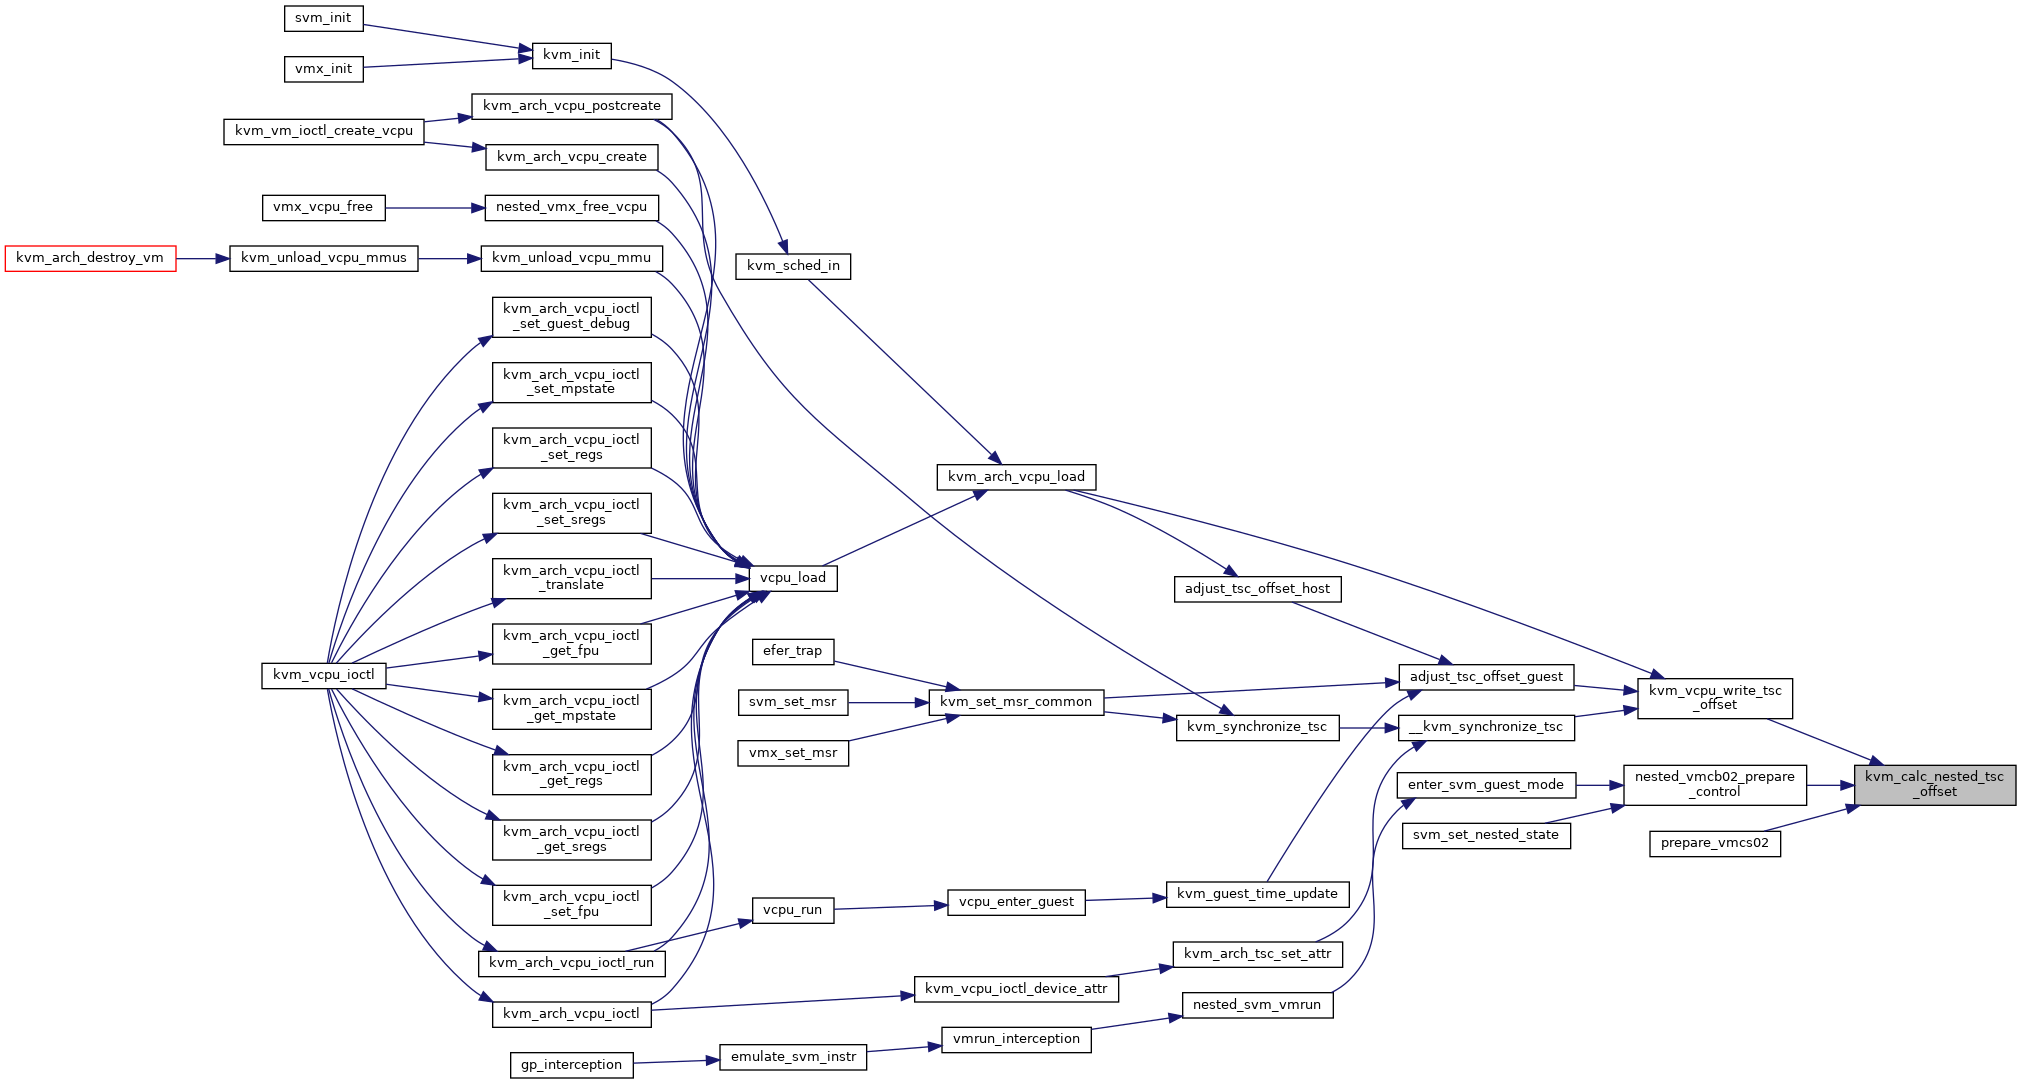 svm_init
kvm_init
vmx_init
kvm_arch_vcpu_postcreate
kvm_vm_ioctl_create_vcpu
kvm_arch_vcpu_create
vmx_vcpu_free
nested_vmx_free_vcpu
kvm_arch_destroy_vm
kvm_unload_vcpu_mmus
kvm_unload_vcpu_mmu
kvm_sched_in
kvm_arch_vcpu_ioctl
_set_guest_debug
kvm_arch_vcpu_ioctl
_set_mpstate
kvm_arch_vcpu_ioctl
_set_regs
kvm_arch_vcpu_load
kvm_arch_vcpu_ioctl
_set_sregs
kvm_arch_vcpu_ioctl
_translate
vcpu_load
adjust_tsc_offset_host
kvm_arch_vcpu_ioctl
_get_fpu
efer_trap
kvm_vcpu_ioctl
adjust_tsc_offset_guest
kvm_arch_vcpu_ioctl
_get_mpstate
svm_set_msr
kvm_set_msr_common
kvm_vcpu_write_tsc
_offset
kvm_synchronize_tsc
__kvm_synchronize_tsc
vmx_set_msr
kvm_arch_vcpu_ioctl
_get_regs
enter_svm_guest_mode
nested_vmcb02_prepare
_control
kvm_calc_nested_tsc
_offset
kvm_arch_vcpu_ioctl
_get_sregs
svm_set_nested_state
prepare_vmcs02
kvm_arch_vcpu_ioctl
_set_fpu
vcpu_run
vcpu_enter_guest
kvm_guest_time_update
kvm_arch_vcpu_ioctl_run
kvm_arch_tsc_set_attr
kvm_vcpu_ioctl_device_attr
kvm_arch_vcpu_ioctl
nested_svm_vmrun
vmrun_interception
emulate_svm_instr
gp_interception